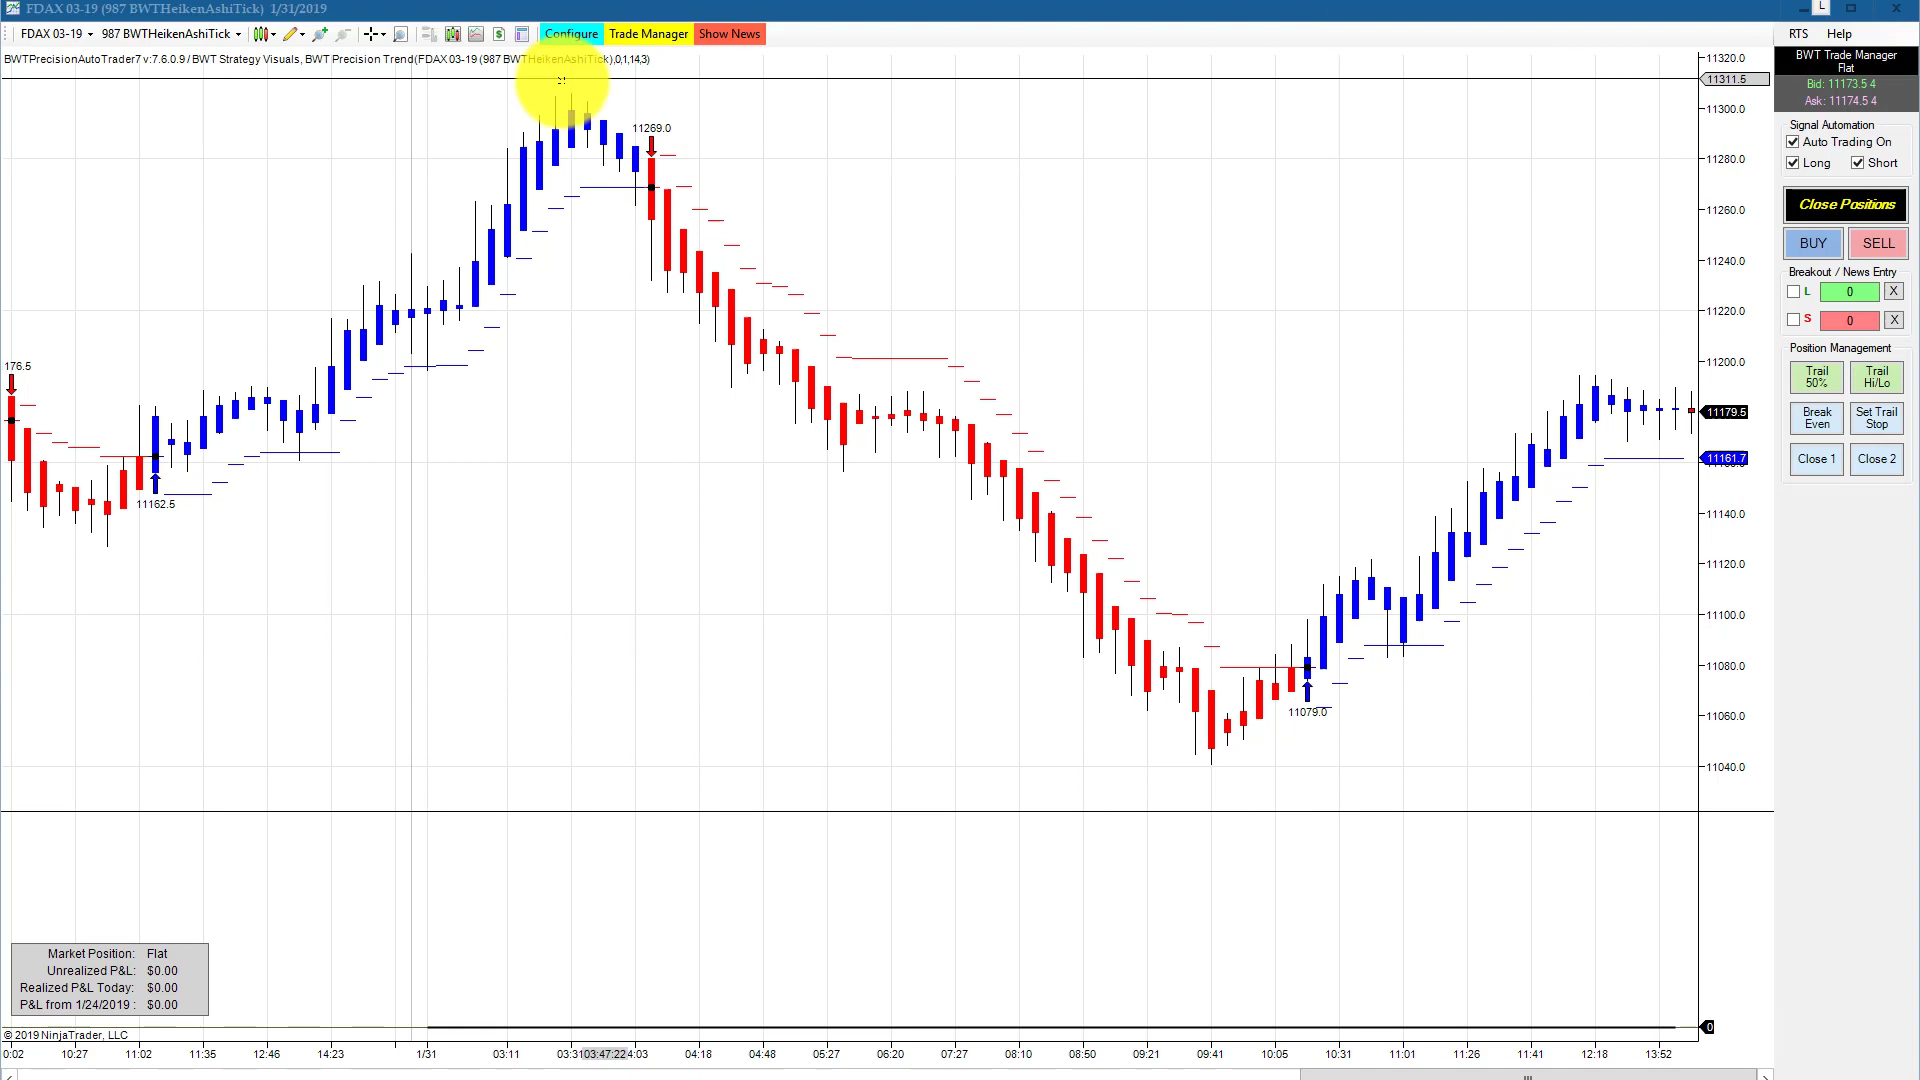 FDAX 03-19 (987 BWTHeikenAshiTick) 1/31/2019
L
FDAX 03-19 987 BWTHeikenAshiTick $ Configure Trade Manager Show News
RTS Help
BWTPrecisionAutoTrader7 v:7.6.0.9 / BWT Strategy Visuals, BWT Precision Trend(FDAX 03-19 (987 BWTHeikenAshiTick),0,1,14,3)
11320.0
11311.5
11300.0
11280.0
11260.0
11240.0
11220.0
11200.0
11179.5
11161.7
11140.0
11120.0
11100.0
11080.0
11060.0
11040.0
0
11269.0
176.5
11162.5
11079.0
BWT Trade Manager
Flat
Bid: 11173.5 4
Ask: 11174.5 4
Signal Automation
Auto Trading On
Long Short
Close Positions
BUY SELL
Breakout / News Entry
L 0 X
S 0 X
Position Management
Trail 50%
Trail Hi/Lo
Break Even
Set Trail Stop
Close 1 Close 2
Market Position: Flat
Unrealized P&L: $0.00
Realized P&L Today: $0.00
P&L from 1/24/2019 : $0.00
© 2019 NinjaTrader, LLC
0:02 10:27 11:02 11:35 12:46 14:23 1/31 03:11 03:31 03:47:22 4:03 04:18 04:48 05:27 06:20 07:27 08:10 08:50 09:21 09:41 10:05 10:31 11:01 11:26 11:41 12:18 13:52